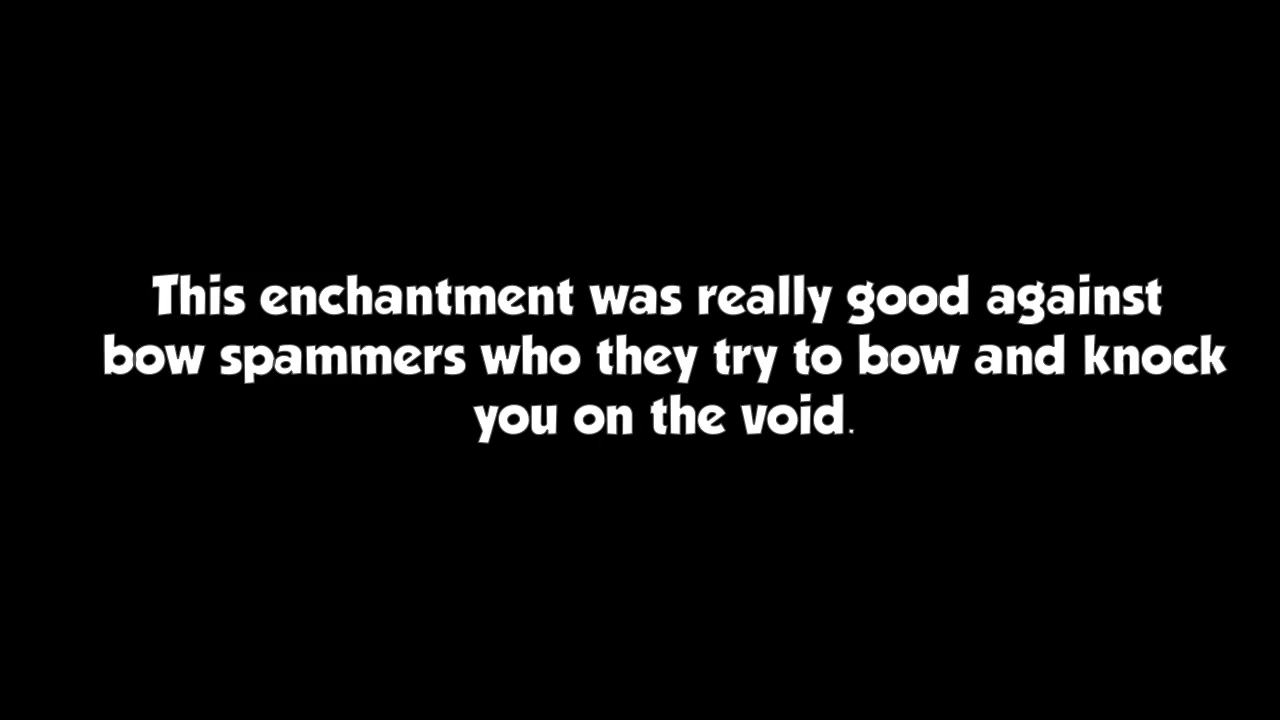 This enchantment was really good against
bow spammers who they try to bow and knock
you on the void.